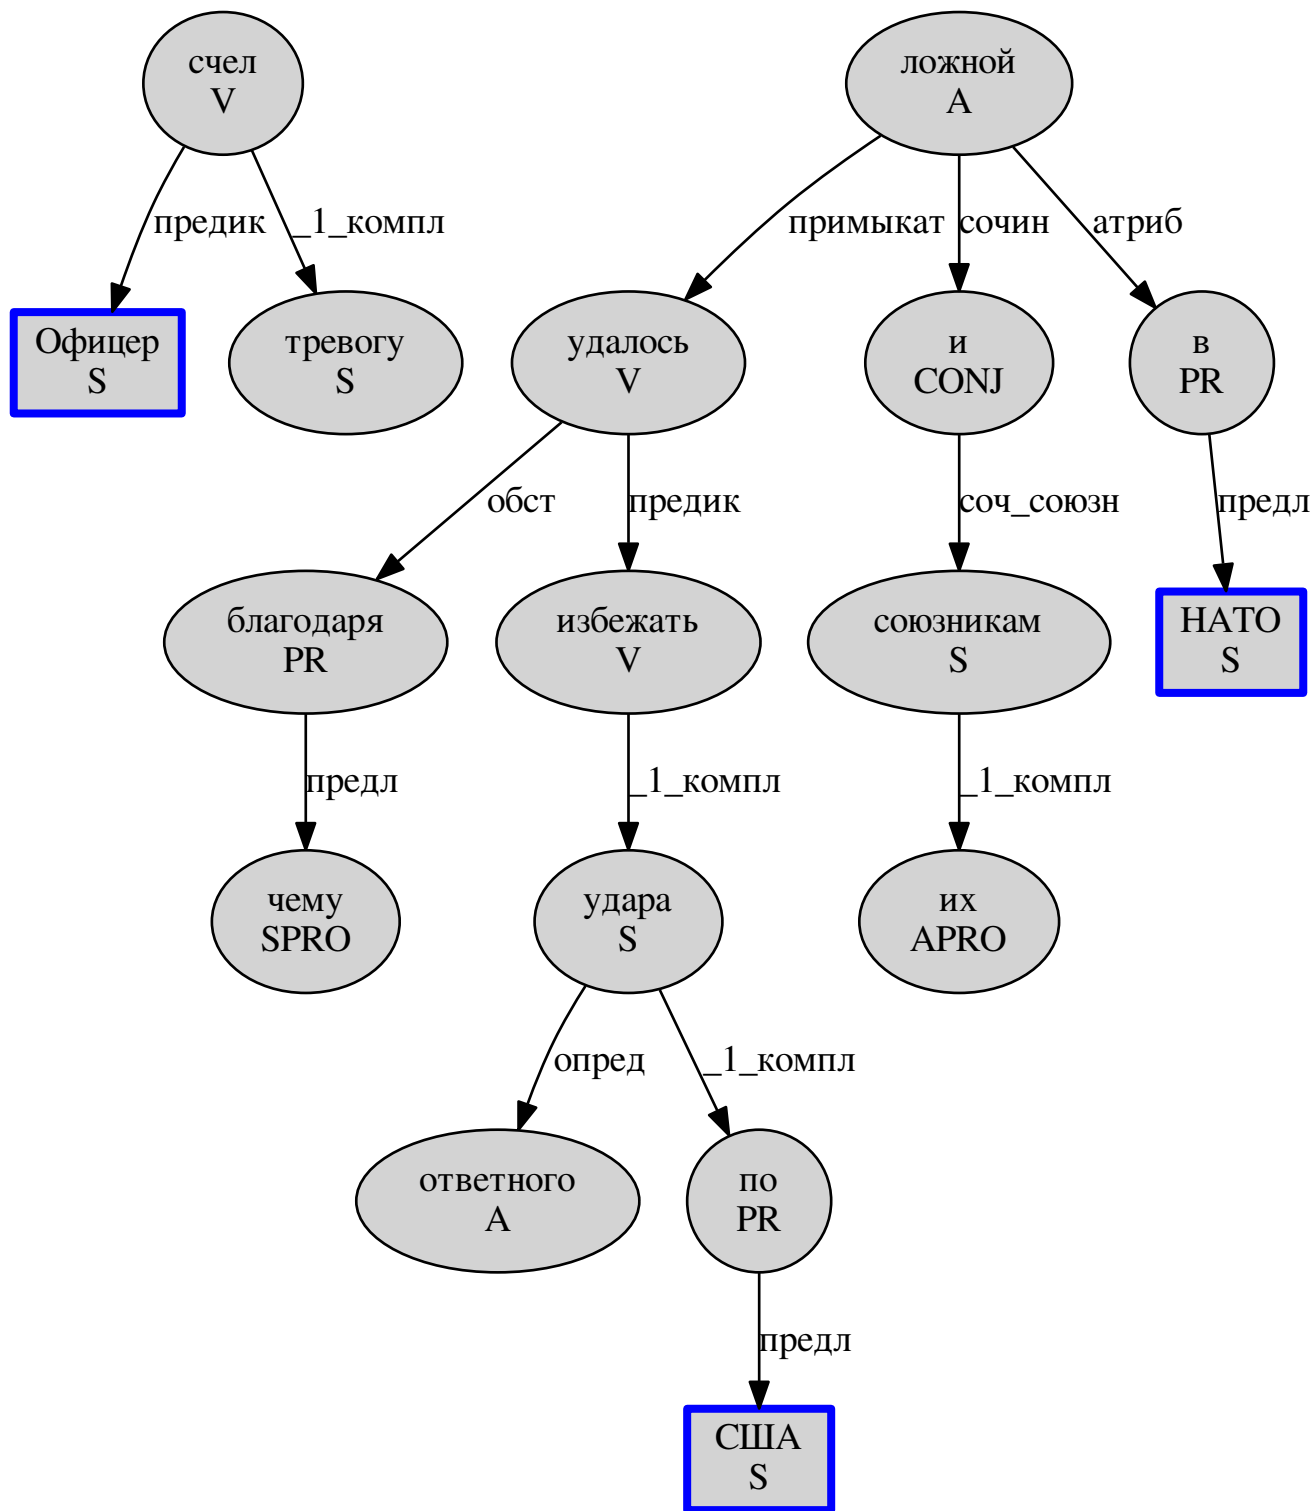 счел
V
ложной
A
предик
_1_компл
примыкат
сочин
атриб
Офицер
S
тревогу
S
удалось
V
и
CONJ
в
PR
обст
предик
соч_союзн
предл
благодаря
PR
избежать
V
союзникам
S
НАТО
S
предл
_1_компл
_1_компл
чему
SPRO
удара
S
их
APRO
опред
_1_компл
ответного
A
по
PR
предл
США
S